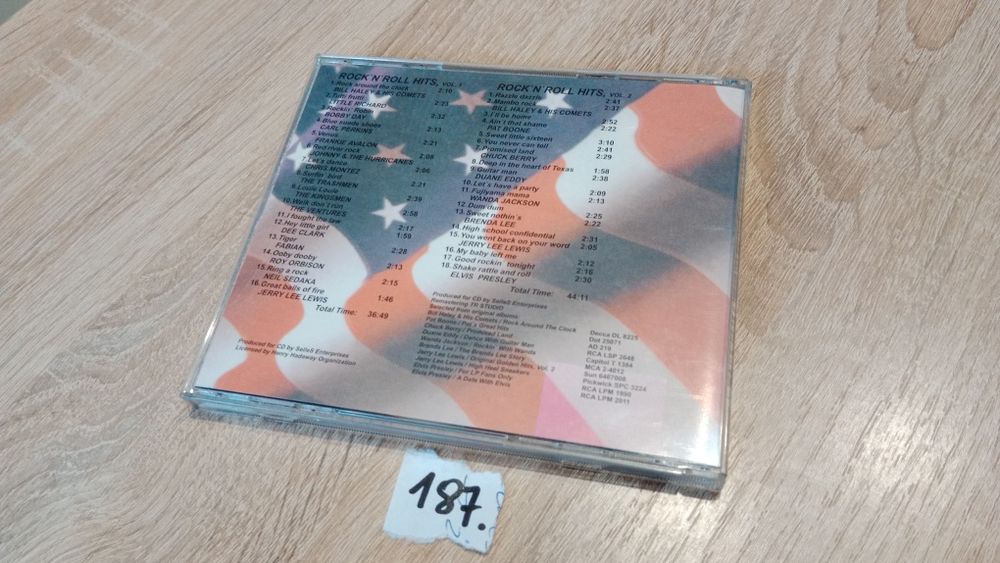 ROCK'N'ROLL HITS, VOL. 1
1. Rock around the clock 2:10
BILL HALEY & HIS COMETS
2. Tutti frutti 2:23
LITTLE RICHARD
3. Rockin' Robin 2:32
BOBBY DAY
4. Blue suede shoes 2:13
CARL PERKINS
5. Venus 2:21
FRANKIE AVALON
6. Red river rock 2:08
JOHNNY & THE HURRICANES
7. Let's dance 2:06
CHRIS MONTEZ
8. Surfin' bird 2:21
THE TRASHMEN
9. Louie Louie 2:39
THE KINGSMEN
10. Walk don't run 2:58
THE VENTURES
11. I fought the law 2:17
12. Hey little girl 1:59
DEE CLARK
13. Tiger 2:28
FABIAN
14. Ooby dooby 2:13
ROY ORBISON
15. Ring a rock 2:15
NEIL SEDAKA
16. Great balls of fire 1:46
JERRY LEE LEWIS
Total Time: 36:49
Produced for CD by Selles Enterprises
Licensed by Henry Hadaway Organization
ROCK'N'ROLL HITS, VOL. 2
1. Razzle dazzle 2:41
2. Mambo rock 2:37
BILL HALEY & HIS COMETS
3. I'll be home 2:52
4. Ain't that shame 2:22
PAT BOONE
5. Sweet little sixteen 3:10
6. You never can tell 2:41
7. Promised land 2:29
CHUCK BERRY
8. Deep in the heart of Texas 1:58
9. Guitar man 2:38
DUANE EDDY
10. Let's have a party 2:09
11. Fujiyama mama 2:13
WANDA JACKSON
12. Dum dum 2:25
13. Sweet nothin's 2:22
BRENDA LEE
14. High school confidential 2:31
15. You went back on your word 2:05
JERRY LEE LEWIS
16. My baby left me 2:12
17. Good rockin' tonight 2:16
18. Shake rattle and roll 2:30
ELVIS PRESLEY
Total Time: 44:11
Produced for CD by Selles Enterprises
Remastering TR STUDIO
Selected from original albums
Bill Haley & His Comets / Rock Around The Clock Decca DL 8225
Pat Boone / Pat's Great Hits Dot 25071
Chuck Berry / Promised Land AD 219
Duane Eddy / Dance With Guitar Man RCA LSP 2648
Wanda Jackson / Rockin' With Wanda Capitol T 1384
Brenda Lee / The Brenda Lee Story MCA 2-4012
Jerry Lee Lewis / Original Golden Hits, Vol. 2 Sun 6467008
Jerry Lee Lewis / High Heel Sneakers Pickwick SPC 3224
Elvis Presley / For LP Fans Only RCA LPM 1990
Elvis Presley / A Date With Elvis RCA LPM 2011
187.